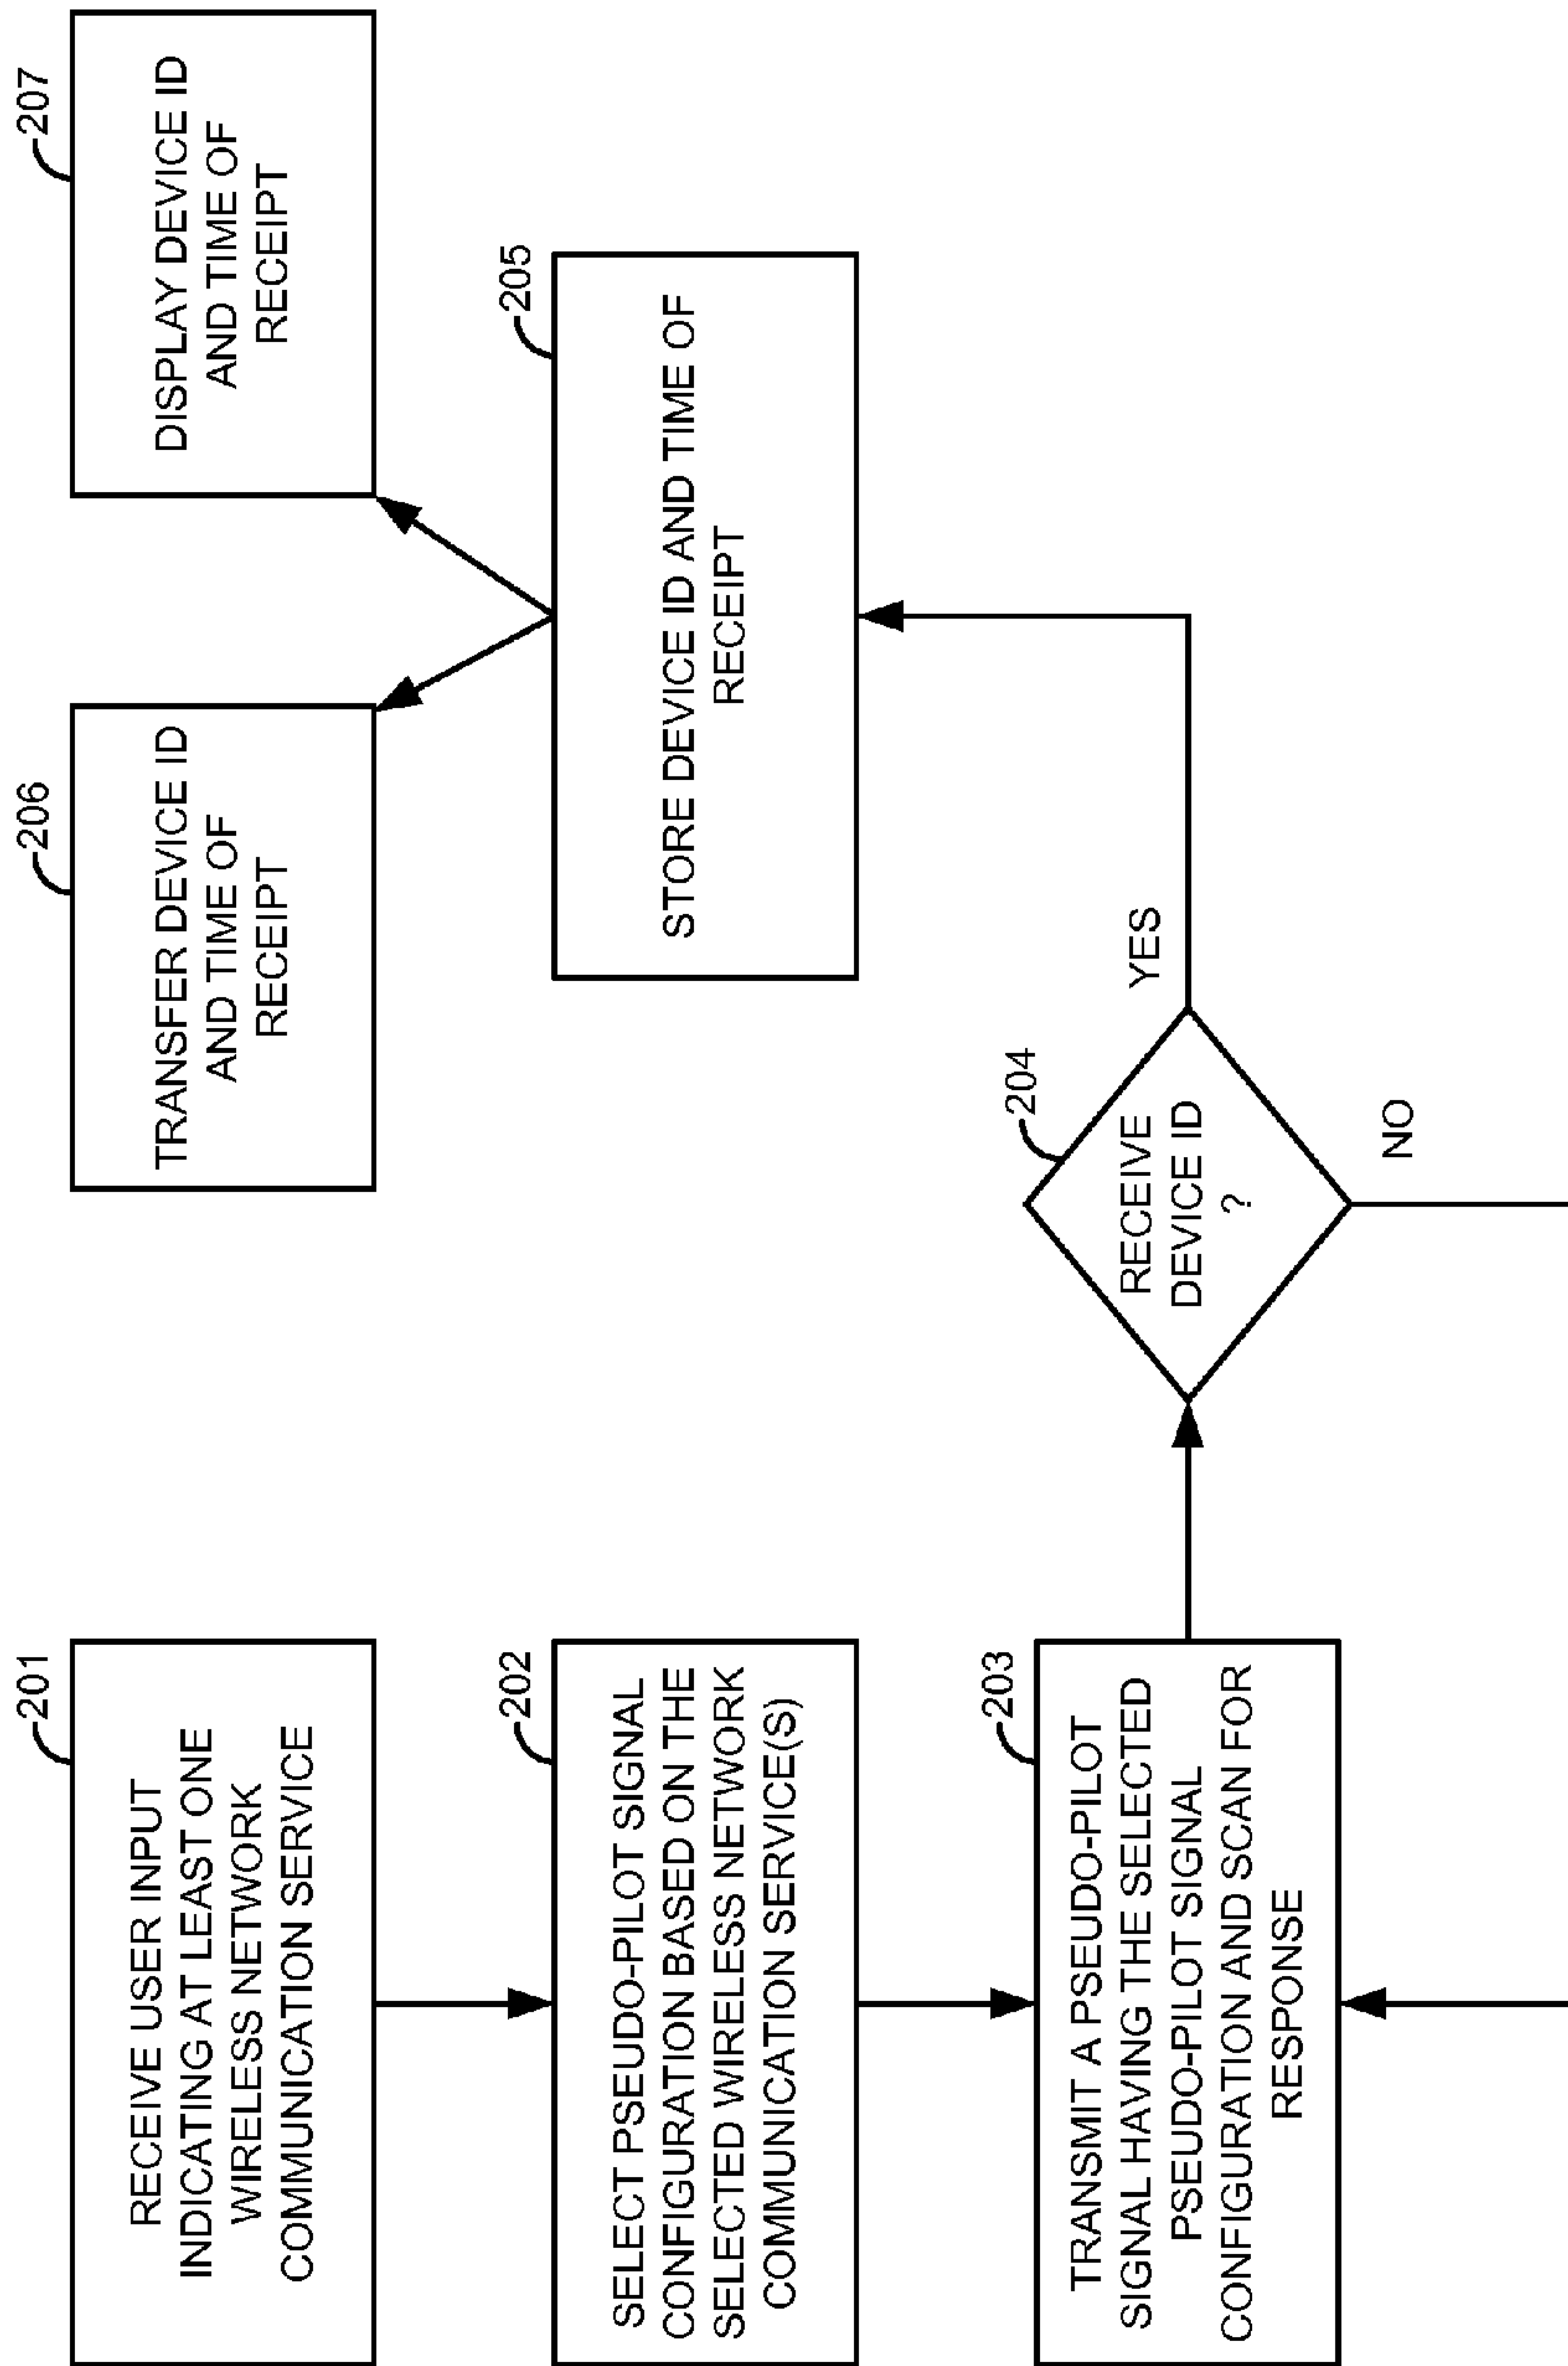 201
RECEIVE USER INPUT
INDICATING AT LEAST ONE
WIRELESS NETWORK
COMMUNICATION SERVICE
202
SELECT PSEUDO-PILOT SIGNAL
CONFIGURATION BASED ON THE
SELECTED WIRELESS NETWORK
COMMUNICATION SERVICE(S)
203
TRANSMIT A PSEUDO-PILOT
SIGNAL HAVING THE SELECTED
PSEUDO-PILOT SIGNAL
CONFIGURATION AND SCAN FOR
RESPONSE
204
RECEIVE
DEVICE ID
?
YES
NO
205
STORE DEVICE ID AND TIME OF
RECEIPT
206
TRANSFER DEVICE ID
AND TIME OF
RECEIPT
207
DISPLAY DEVICE ID
AND TIME OF
RECEIPT